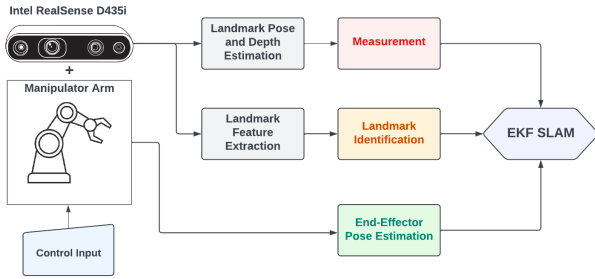 Intel RealSense D435i
+
Manipulator Arm
Control Input
Landmark Pose
and Depth
Estimation
Measurement
Landmark
Feature
Extraction
Landmark
Identification
EKF SLAM
End-Effector
Pose Estimation